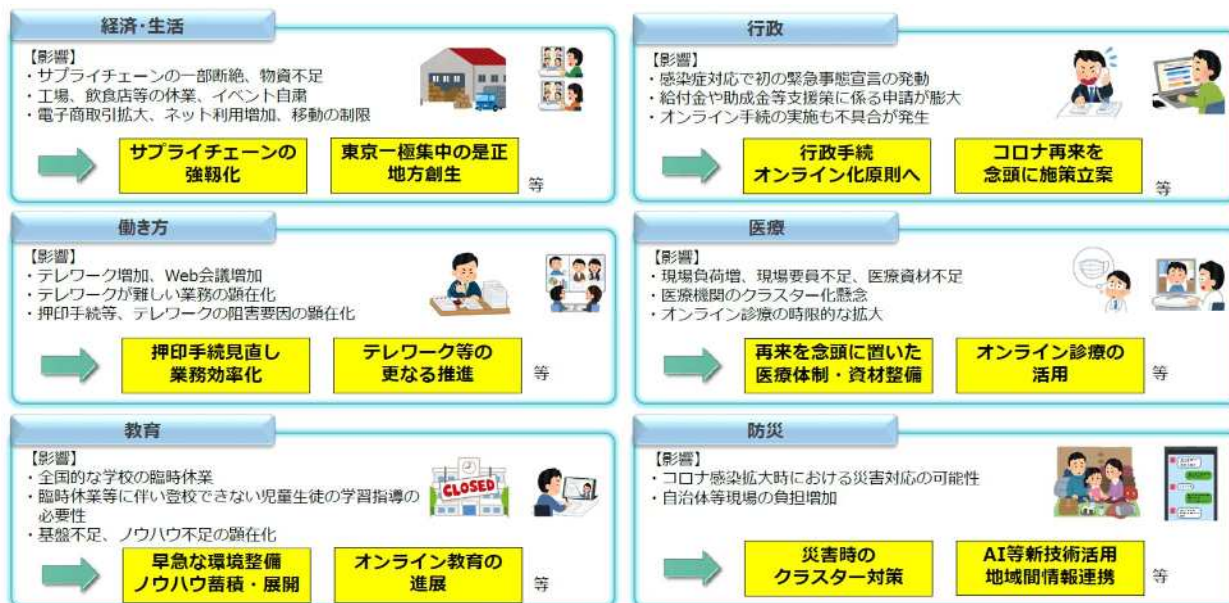 経済・生活
【影響】
・サプライチェーンの一部断絶、物資不足
・工場、飲食店等の休業、イベント自粛
・電子商取引拡大、ネット利用増加、移動の制限
サプライチェーンの
強靱化
東京一極集中の是正
地方創生
等
行政
【影響】
・感染症対応で初の緊急事態宣言の発動
・給付金や助成金等支援策に係る申請が膨大
・オンライン手続の実施も不具合が発生
行政手続
オンライン化原則へ
コロナ再来を
念頭に施策立案
等
働き方
【影響】
・テレワーク増加、Web会議増加
・テレワークが難しい業務の顕在化
・押印手続等、テレワークの阻害要因の顕在化
押印手続見直し
業務効率化
テレワーク等の
更なる推進
等
医療
【影響】
・現場負荷増、現場要員不足、医療資材不足
・医療機関のクラスター化懸念
・オンライン診療の時限的な拡大
再来を念頭に置いた
医療体制・資材整備
オンライン診療の
活用
等
教育
【影響】
・全国的な学校の臨時休業
・臨時休業等に伴い登校できない児童生徒の学習指導の
必要性
・基盤不足、ノウハウ不足の顕在化
CLOSED
早急な環境整備
ノウハウ蓄積・展開
オンライン教育の
進展
等
防災
【影響】
・コロナ感染拡大時における災害対応の可能性
・自治体等現場の負担増加
災害時の
クラスター対策
AI等新技術活用
地域間情報連携
等